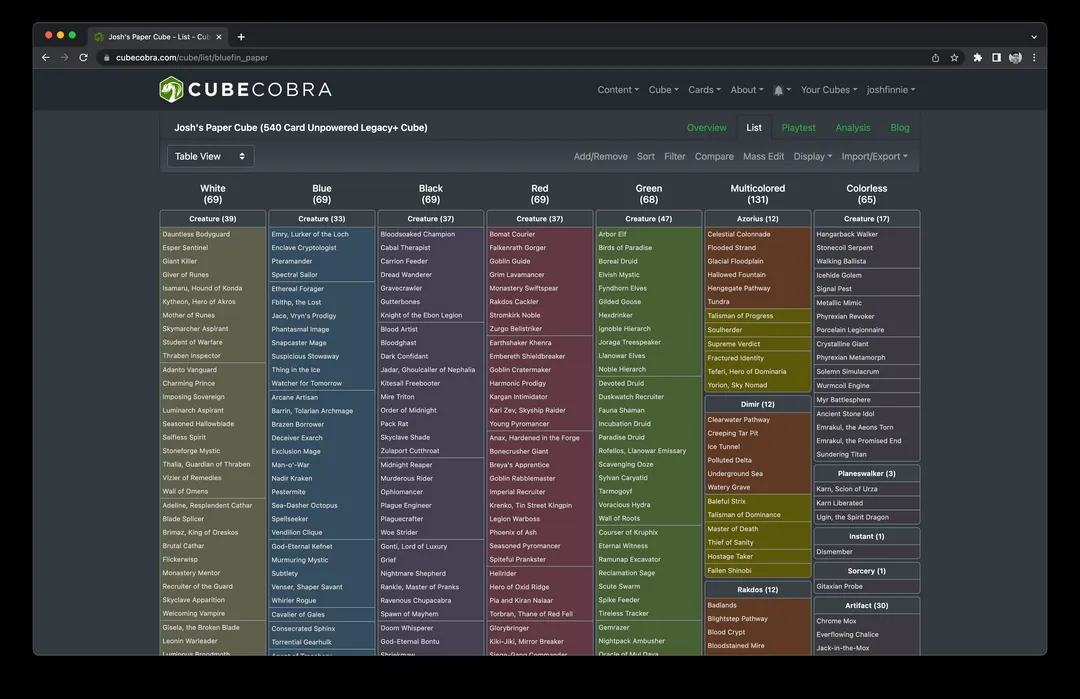 Josh's Paper Cube - List - Cub
cubecobra.com/cube/list/bluefin_paper
CUBECOBRA
Content Cube Cards About Your Cubes joshfinnie
Josh's Paper Cube (540 Card Unpowered Legacy+ Cube)
Overview List Playtest Analysis Blog
Table View
Add/Remove Sort Filter Compare Mass Edit Display Import/Export
White
(69)
Creature (39)
Dauntless Bodyguard
Esper Sentinel
Giant Killer
Giver of Runes
Isamaru, Hound of Konda
Kytheon, Hero of Akros
Mother of Runes
Skymarcher Aspirant
Student of Warfare
Thraben Inspector
Adanto Vanguard
Charming Prince
Imposing Sovereign
Luminarch Aspirant
Seasoned Hallowblade
Selfless Spirit
Stoneforge Mystic
Thalia, Guardian of Thraben
Vizier of Remedies
Wall of Omens
Adeline, Resplendent Cathar
Blade Splicer
Brimaz, King of Oreskos
Brutal Cathar
Flickerwisp
Monastery Mentor
Recruiter of the Guard
Skyclave Apparition
Welcoming Vampire
Gisela, the Broken Blade
Leonin Warleader
Luminous Broodmoth
Blue
(69)
Creature (33)
Emry, Lurker of the Loch
Enclave Cryptologist
Pteramander
Spectral Sailor
Ethereal Forager
Fblthp, the Lost
Jace, Vryn's Prodigy
Phantasmal Image
Snapcaster Mage
Suspicious Stowaway
Thing in the Ice
Watcher for Tomorrow
Arcane Artisan
Barrin, Tolarian Archmage
Brazen Borrower
Deceiver Exarch
Exclusion Mage
Man-o'-War
Nadir Kraken
Pestermite
Sea-Dasher Octopus
Spellseeker
Vendilion Clique
God-Eternal Kefnet
Murmuring Mystic
Subtlety
Venser, Shaper Savant
Whirler Rogue
Cavalier of Gales
Consecrated Sphinx
Torrential Gearhulk
Agent of Treachery
Black
(69)
Creature (37)
Bloodsoaked Champion
Cabal Therapist
Carrion Feeder
Dread Wanderer
Gravecrawler
Gutterbones
Knight of the Ebon Legion
Blood Artist
Bloodghast
Dark Confidant
Jadar, Ghoulcaller of Nephalia
Kitesail Freebooter
Mire Triton
Order of Midnight
Pack Rat
Skyclave Shade
Zulaport Cutthroat
Midnight Reaper
Murderous Rider
Ophiomancer
Plague Engineer
Plaguecrafter
Woe Strider
Gonti, Lord of Luxury
Grief
Nightmare Shepherd
Rankle, Master of Pranks
Ravenous Chupacabra
Spawn of Mayhem
Doom Whisperer
God-Eternal Bontu
Shriekmaw
Red
(69)
Creature (37)
Bomat Courier
Falkenrath Gorger
Goblin Guide
Grim Lavamancer
Monastery Swiftspear
Rakdos Cackler
Stromkirk Noble
Zurgo Bellstriker
Earthshaker Khenra
Embereth Shieldbreaker
Goblin Cratermaker
Harmonic Prodigy
Kargan Intimidator
Kari Zev, Skyship Raider
Young Pyromancer
Anax, Hardened in the Forge
Bonecrusher Giant
Breya's Apprentice
Goblin Rabblemaster
Imperial Recruiter
Krenko, Tin Street Kingpin
Legion Warboss
Phoenix of Ash
Seasoned Pyromancer
Spiteful Prankster
Hellrider
Hero of Oxid Ridge
Pia and Kiran Nalaar
Torbran, Thane of Red Fell
Glorybringer
Kiki-Jiki, Mirror Breaker
Siege-Gang Commander
Green
(68)
Creature (47)
Arbor Elf
Birds of Paradise
Boreal Druid
Elvish Mystic
Fyndhorn Elves
Gilded Goose
Hexdrinker
Ignoble Hierarch
Joraga Treespeaker
Llanowar Elves
Noble Hierarch
Devoted Druid
Duskwatch Recruiter
Fauna Shaman
Incubation Druid
Paradise Druid
Rofellos, Llanowar Emissary
Scavenging Ooze
Sylvan Caryatid
Tarmogoyf
Voracious Hydra
Wall of Roots
Courser of Kruphix
Eternal Witness
Ramunap Excavator
Reclamation Sage
Scute Swarm
Spike Feeder
Tireless Tracker
Gemrazer
Nightpack Ambusher
Oracle of Mul Daya
Multicolored
(131)
Azorius (12)
Celestial Colonnade
Flooded Strand
Glacial Floodplain
Hallowed Fountain
Hengegate Pathway
Tundra
Talisman of Progress
Soulherder
Supreme Verdict
Fractured Identity
Teferi, Hero of Dominaria
Yorion, Sky Nomad
Dimir (12)
Clearwater Pathway
Creeping Tar Pit
Ice Tunnel
Polluted Delta
Underground Sea
Watery Grave
Baleful Strix
Talisman of Dominance
Master of Death
Thief of Sanity
Hostage Taker
Fallen Shinobi
Rakdos (12)
Badlands
Blightstep Pathway
Blood Crypt
Bloodstained Mire
Colorless
(65)
Creature (17)
Hangarback Walker
Stonecoil Serpent
Walking Ballista
Icehide Golem
Signal Pest
Metallic Mimic
Phyrexian Revoker
Porcelain Legionnaire
Crystalline Giant
Phyrexian Metamorph
Solemn Simulacrum
Wurmcoil Engine
Myr Battlesphere
Ancient Stone Idol
Emrakul, the Aeons Torn
Emrakul, the Promised End
Sundering Titan
Planeswalker (3)
Karn, Scion of Urza
Karn Liberated
Ugin, the Spirit Dragon
Instant (1)
Dismember
Sorcery (1)
Gitaxian Probe
Artifact (30)
Chrome Mox
Everflowing Chalice
Jack-in-the-Mox